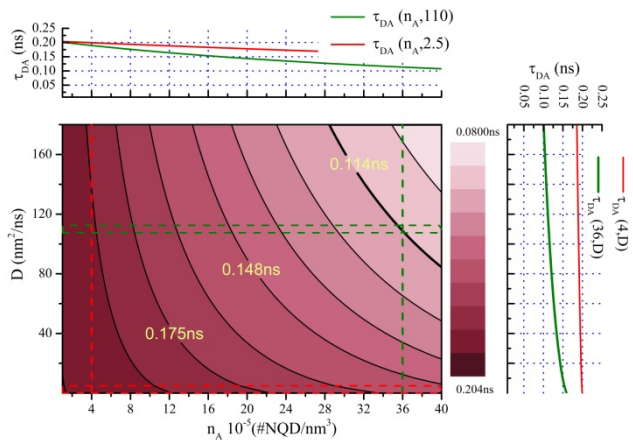 τDA (nA,110)
τDA (nA,2.5)
τDA (ns)
0.25
0.20
0.15
0.10
0.05
4 8 12 16 20 24 28 32 36 40
D (nm²/ns)
160
120
80
40
0.114ns
0.148ns
0.175ns
nA 10⁻⁵(#NQD/nm³)
0.0800ns
0.204ns
τDA (ns)
0.05
0.10
0.15
0.20
0.25
τDA (4,D)
τDA (36,D)